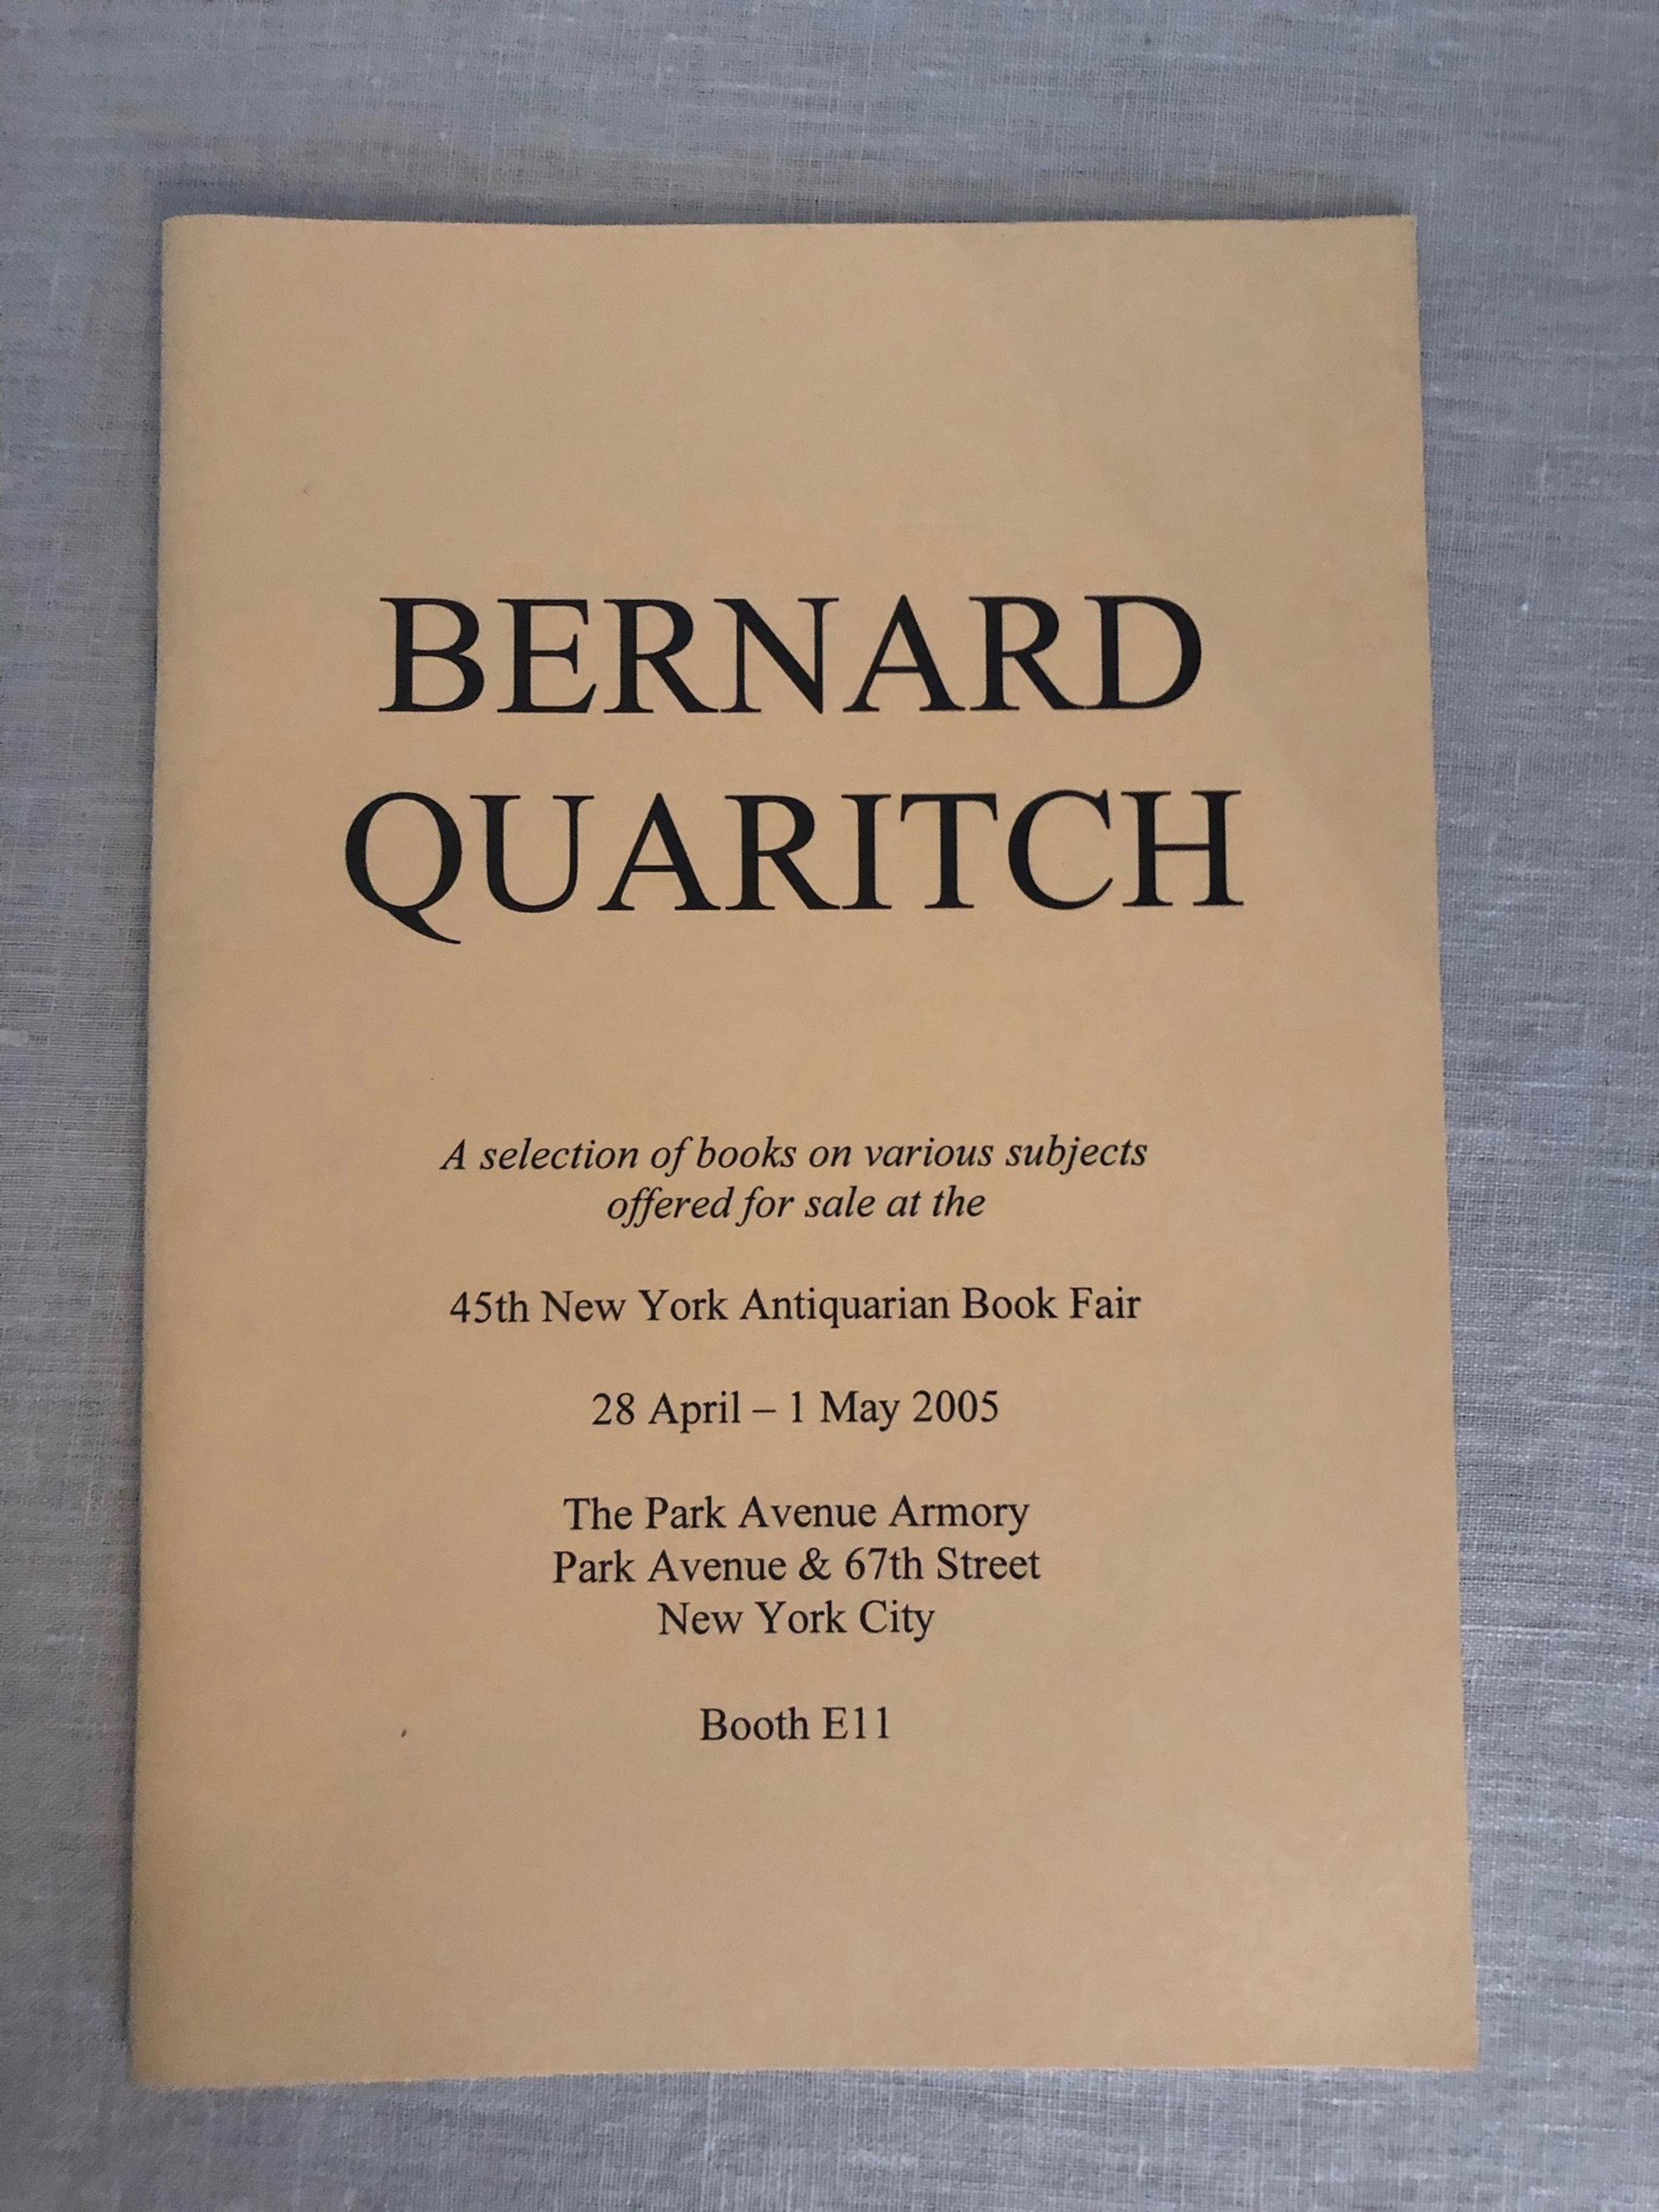 BERNARD
QUARITCH
A selection of books on various subjects
offered for sale at the
45th New York Antiquarian Book Fair
28 April – 1 May 2005
The Park Avenue Armory
Park Avenue & 67th Street
New York City
Booth E11